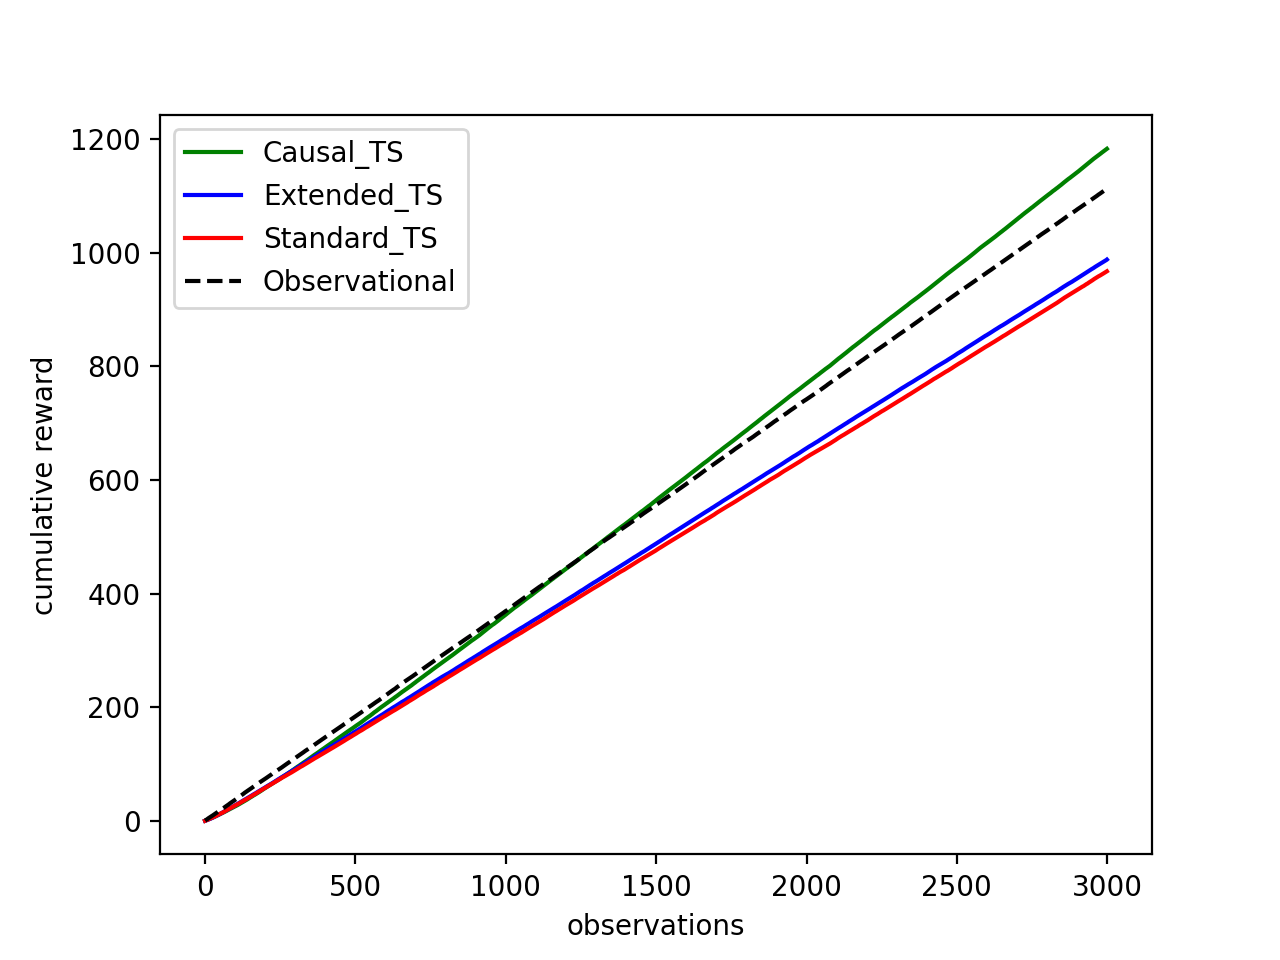 1200
1000
800
600
400
200
0
cumulative reward
Causal_TS
Extended_TS
Standard_TS
Observational
0 500 1000 1500 2000 2500 3000
observations